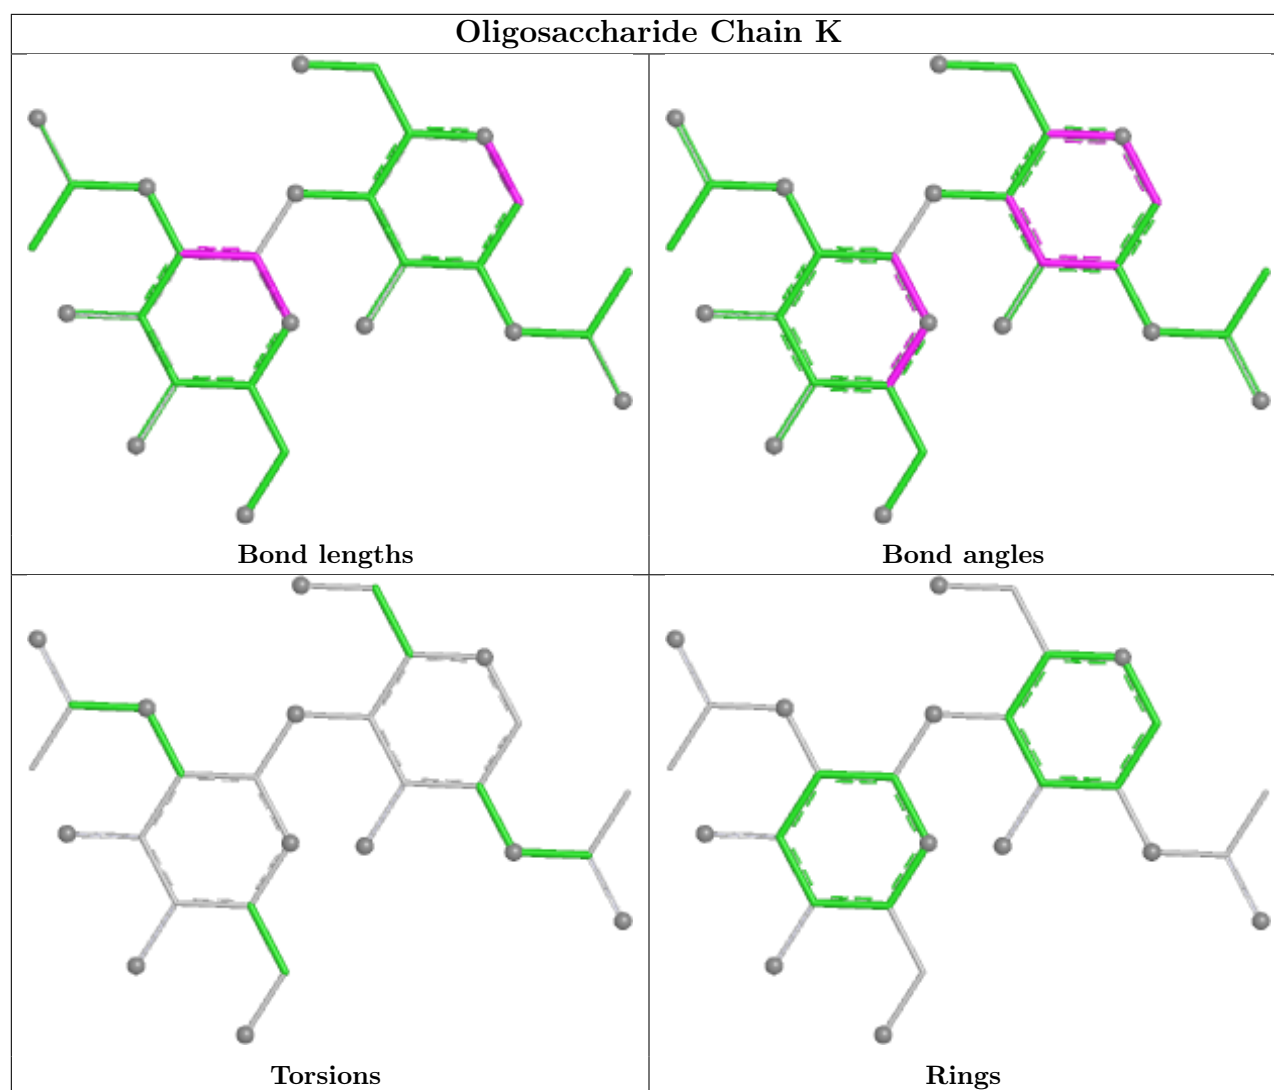 Oligosaccharide Chain K
Bond lengths
Bond angles
Torsions
Rings